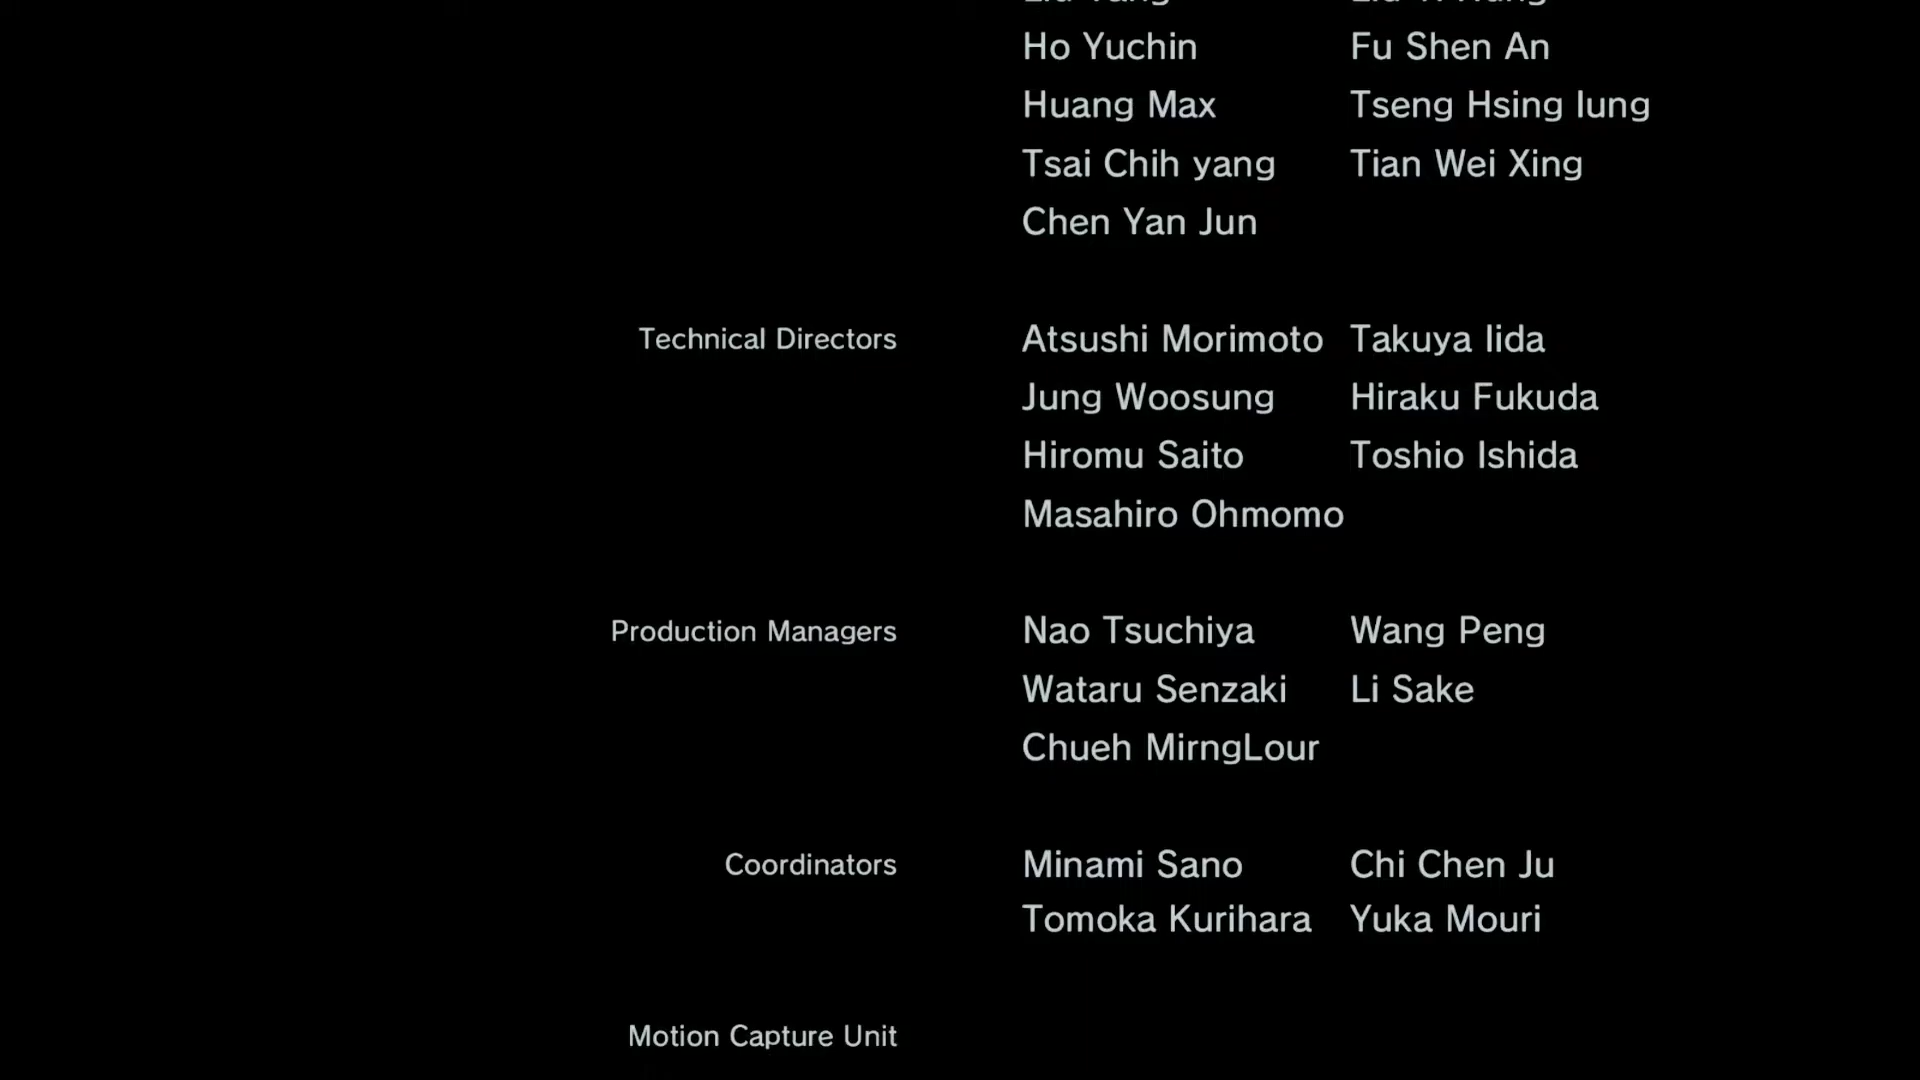 Ho Yuchin Fu Shen An
Huang Max Tseng Hsing Iung
Tsai Chih yang Tian Wei Xing
Chen Yan Jun
Technical Directors Atsushi Morimoto Takuya Iida
Jung Woosung Hiraku Fukuda
Hiromu Saito Toshio Ishida
Masahiro Ohmomo
Production Managers Nao Tsuchiya Wang Peng
Wataru Senzaki Li Sake
Chueh MirngLour
Coordinators Minami Sano Chi Chen Ju
Tomoka Kurihara Yuka Mouri
Motion Capture Unit